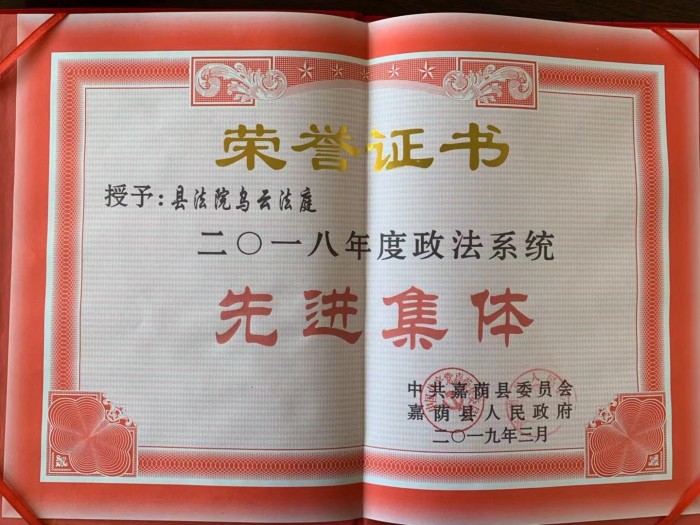 荣誉证书
授予：县法院乌云法庭
二〇一八年度政法系统
先进集体
中共嘉荫县委员会
嘉荫县人民政府
二〇一九年三月